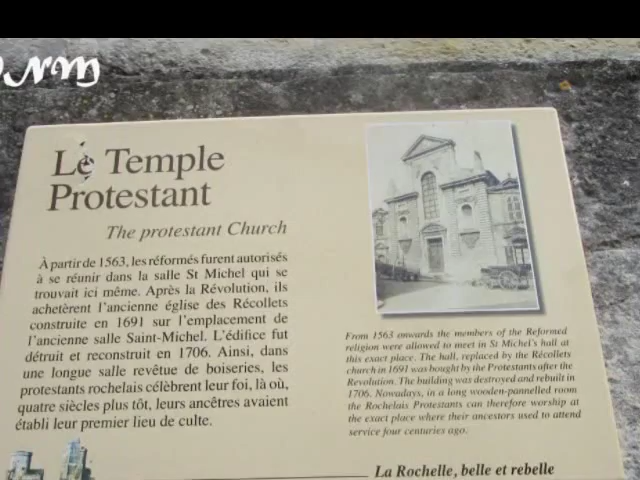 Le Temple
Protestant
The protestant Church
À partir de 1563, les réformés furent autorisés
à se réunir dans la salle St Michel qui se
trouvait ici même. Après la Révolution, ils
achetèrent l'ancienne église des Récollets
construite en 1691 sur l'emplacement de
l'ancienne salle Saint-Michel. L'édifice fut
détruit et reconstruit en 1706. Ainsi, dans
une longue salle revêtue de boiseries, les
protestants rochelais célèbrent leur foi, là où,
quatre siècles plus tôt, leurs ancêtres avaient
établi leur premier lieu de culte.
From 1563 onwards the members of the Reformed
religion were allowed to meet in St Michel's hall at
this exact place. The hall, replaced by the Récollets
church in 1691 was bought by the Protestants after the
Revolution. The building was destroyed and rebuilt in
1706. Nowadays, in a long wooden-pannelled room
the Rochelais Protestants can therefore worship at
the exact place where their ancestors used to attend
service four centuries ago.
La Rochelle, belle et rebelle